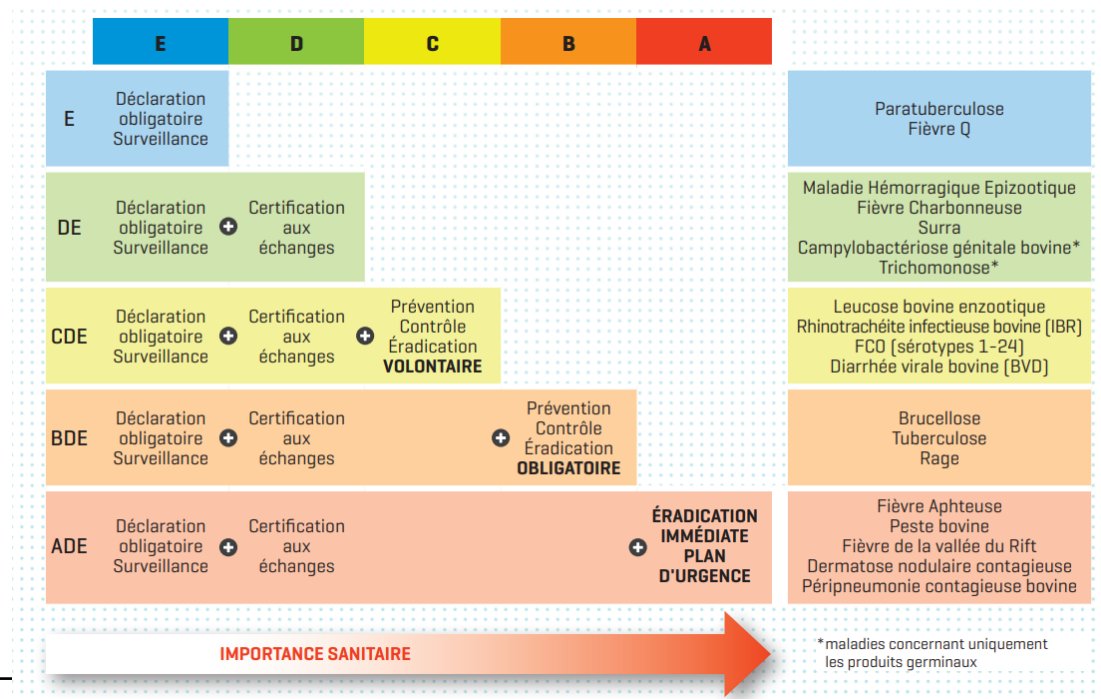 E D C B A
E
Déclaration
obligatoire
Surveillance
Paratuberculose
Fièvre Q
DE
Déclaration
obligatoire
Surveillance
+
Certification
aux
échanges
Maladie Hémorragique Epizootique
Fièvre Charbonneuse
Surra
Campylobactériose génitale bovine*
Trichomonose*
CDE
Déclaration
obligatoire
Surveillance
+
Certification
aux
échanges
+
Prévention
Contrôle
Éradication
VOLONTAIRE
Leucose bovine enzootique
Rhinotrachéite infectieuse bovine (IBR)
FCO (sérotypes 1-24)
Diarrhée virale bovine (BVD)
BDE
Déclaration
obligatoire
Surveillance
+
Certification
aux
échanges
+
Prévention
Contrôle
Éradication
OBLIGATOIRE
Brucellose
Tuberculose
Rage
ADE
Déclaration
obligatoire
Surveillance
+
Certification
aux
échanges
+
ÉRADICATION
IMMÉDIATE
PLAN
D'URGENCE
Fièvre Aphteuse
Peste bovine
Fièvre de la vallée du Rift
Dermatose nodulaire contagieuse
Péripneumonie contagieuse bovine
IMPORTANCE SANITAIRE
*maladies concernant uniquement
les produits germinaux